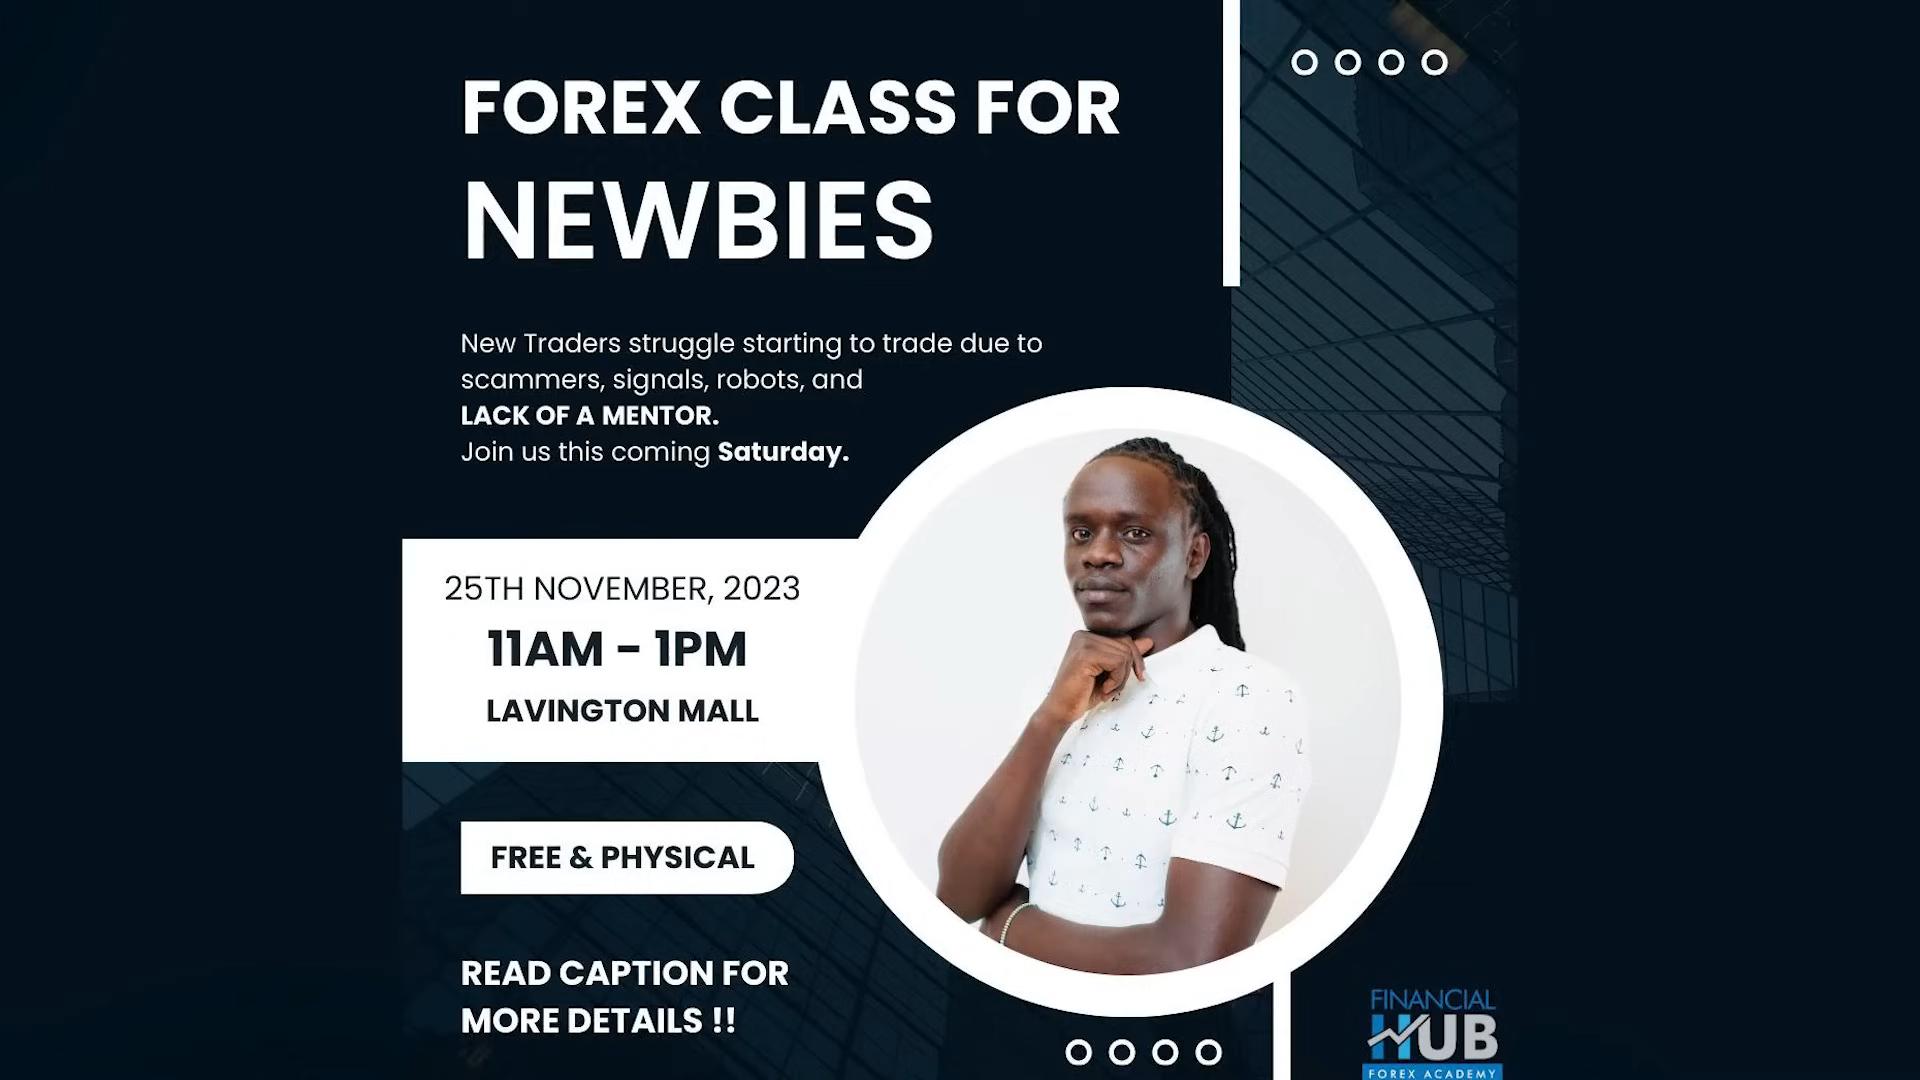 FOREX CLASS FOR
NEWBIES
New Traders struggle starting to trade due to
scammers, signals, robots, and
LACK OF A MENTOR.
Join us this coming Saturday.
25TH NOVEMBER, 2023
11AM - 1PM
LAVINGTON MALL
FREE & PHYSICAL
READ CAPTION FOR
MORE DETAILS !!
FINANCIAL
HUB
FOREX ACADEMY